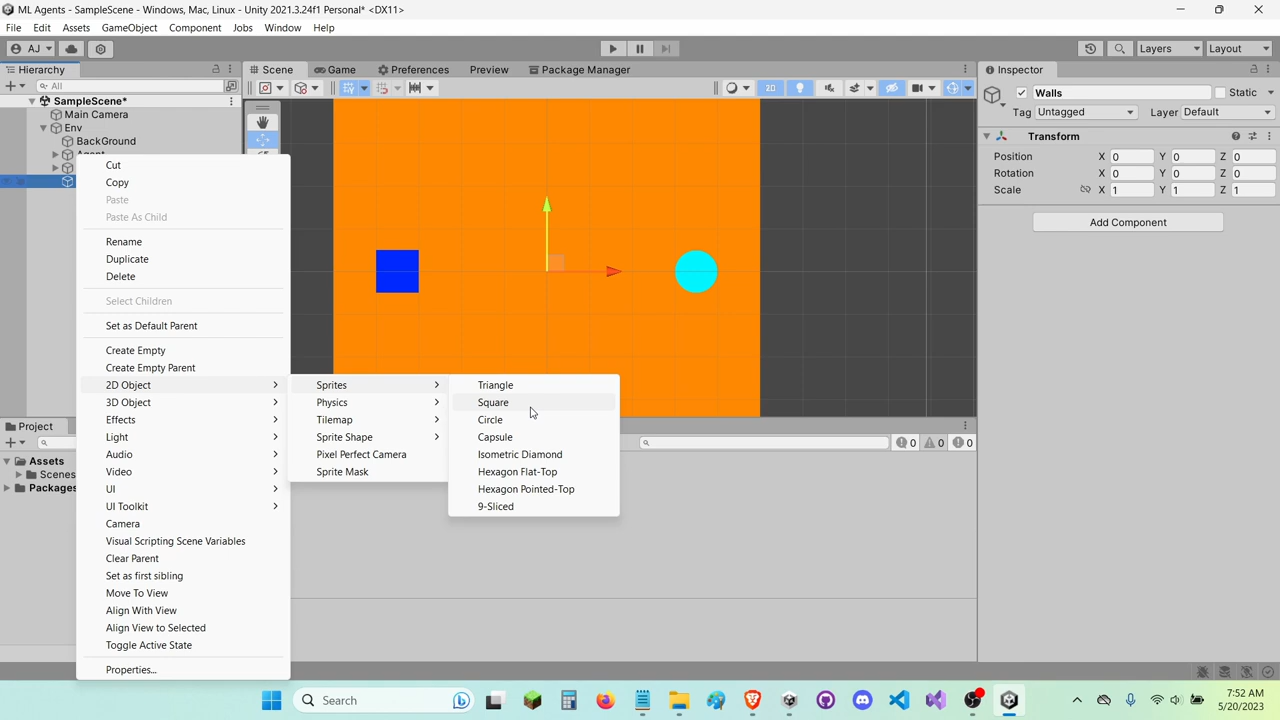 ML Agents - SampleScene - Windows, Mac, Linux - Unity 2021.3.24f1 Personal* <DX11>
File Edit Assets GameObject Component Jobs Window Help
AJ Layers Layout
Hierarchy Scene Game Preferences Preview Package Manager Inspector
All 2D Walls Static
SampleScene*
Tag Untagged Layer Default
Main Camera
Env
Transform
BackGround
Position X 0 Y 0 Z 0
Rotation X 0 Y 0 Z 0
Scale X 1 Y 1 Z 1
Add Component
Cut
Copy
Paste
Paste As Child
Rename
Duplicate
Delete
Select Children
Set as Default Parent
Create Empty
Create Empty Parent
2D Object
3D Object
Effects
Light
Audio
Video
UI
UI Toolkit
Camera
Visual Scripting Scene Variables
Clear Parent
Set as first sibling
Move To View
Align With View
Align View to Selected
Toggle Active State
Properties...
Sprites
Physics
Tilemap
Sprite Shape
Pixel Perfect Camera
Sprite Mask
Triangle
Square
Circle
Capsule
Isometric Diamond
Hexagon Flat-Top
Hexagon Pointed-Top
9-Sliced
Project
0 0 0
Assets
Scenes
Packages
Search
7:52 AM
5/20/2023